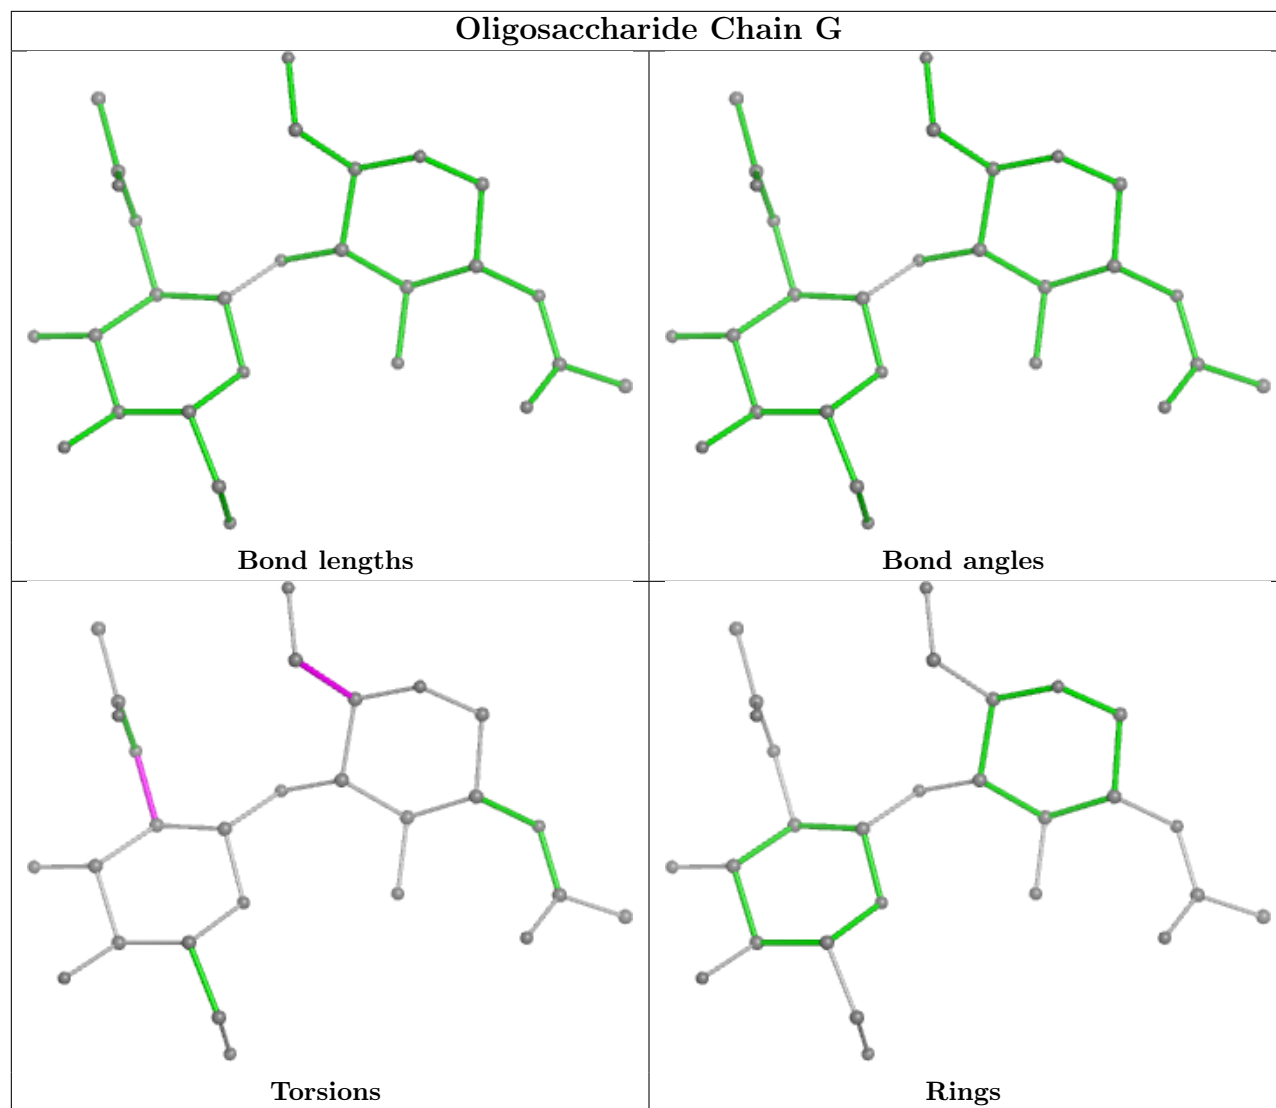 Oligosaccharide Chain G
Bond lengths
Bond angles
Torsions
Rings